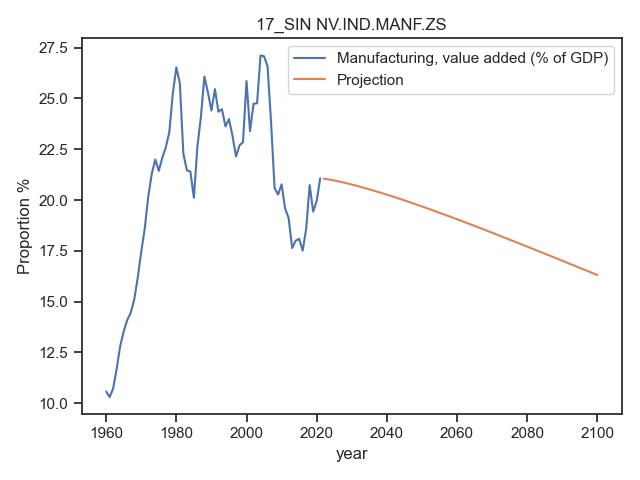 17_SIN NV.IND.MANF.ZS
Manufacturing, value added (% of GDP)
Projection
Proportion %
27.5
25.0
22.5
20.0
17.5
15.0
12.5
10.0
1960 1980 2000 2020 2040 2060 2080 2100
year